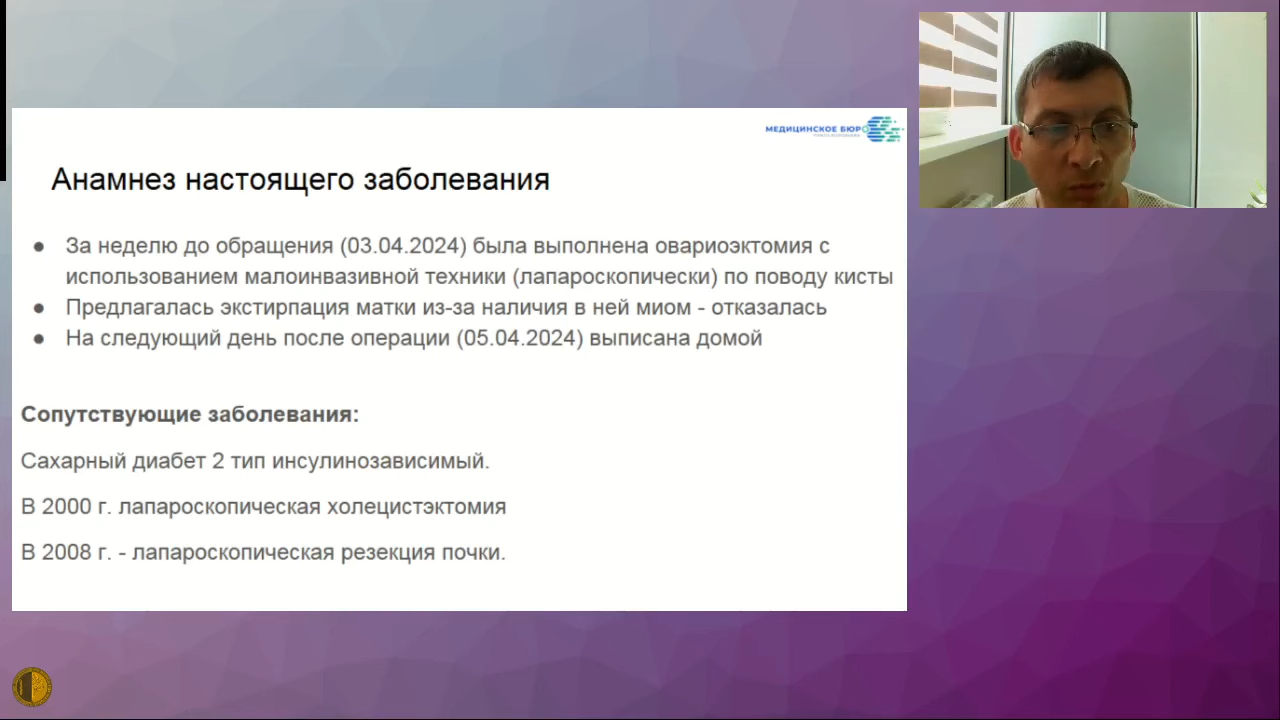 МЕДИЦИНСКОЕ БЮРО
Анамнез настоящего заболевания
● За неделю до обращения (03.04.2024) была выполнена овариоэктомия с
использованием малоинвазивной техники (лапароскопически) по поводу кисты
● Предлагалась экстирпация матки из-за наличия в ней миом - отказалась
● На следующий день после операции (05.04.2024) выписана домой
Сопутствующие заболевания:
Сахарный диабет 2 тип инсулинозависимый.
В 2000 г. лапароскопическая холецистэктомия
В 2008 г. - лапароскопическая резекция почки.